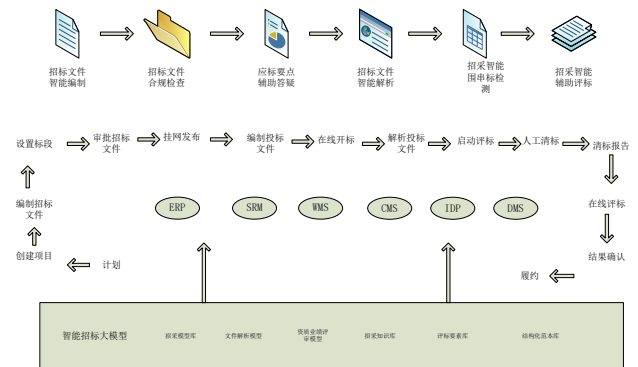 招标文件
智能编制
招标文件
合规检查
应标要点
辅助答疑
招标文件
智能解析
招采智能
围串标检
测
招采智能
辅助评标
设置标段
审批招标
文件
挂网发布
编制投标
文件
在线开标
解析投标
文件
启动评标
人工清标
清标报告
编制招标
文件
ERP
SRM
WMS
CMS
IDP
DMS
在线评标
创建项目
计划
结果确认
履约
智能招标大模型
招采模型库
文件解析模型
资质业绩评
审模型
招采知识库
评标要素库
结构化范本库